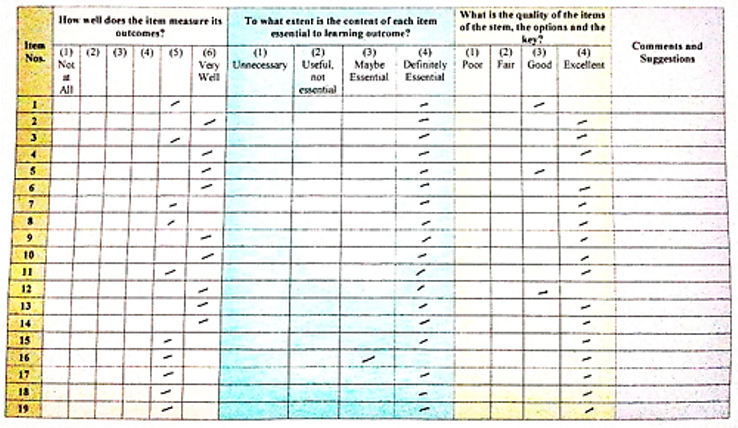 Item Nos.
How well does the item measure its outcomes?
To what extent is the content of each item essential to learning outcome?
What is the quality of the items of the stem, the options and the key?
Comments and Suggestions
(1) Not at All
(2)
(3)
(4)
(5)
(6) Very Well
(1) Unnecessary
(2) Useful, not essential
(3) Maybe Essential
(4) Definitely Essential
(1) Poor
(2) Fair
(3) Good
(4) Excellent
1
2
3
4
5
6
7
8
9
10
11
12
13
14
15
16
17
18
19